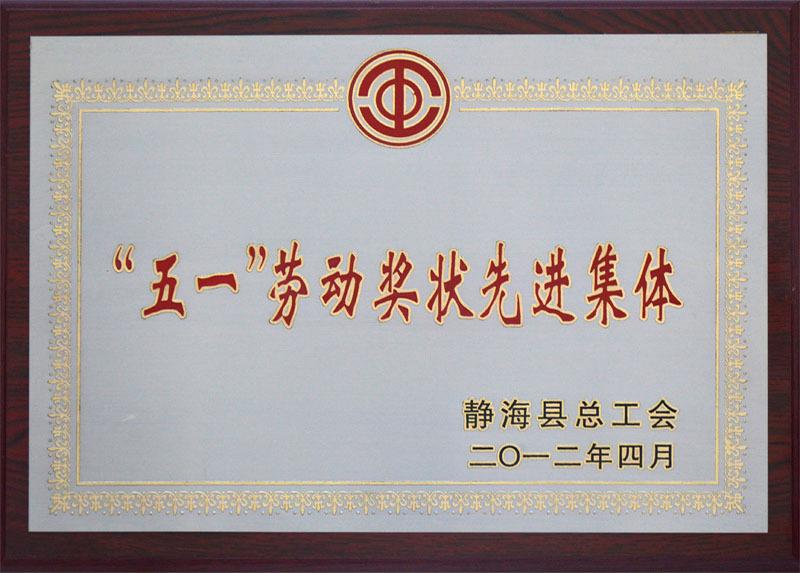 “五一”劳动奖状先进集体
静海县总工会
二〇一二年四月